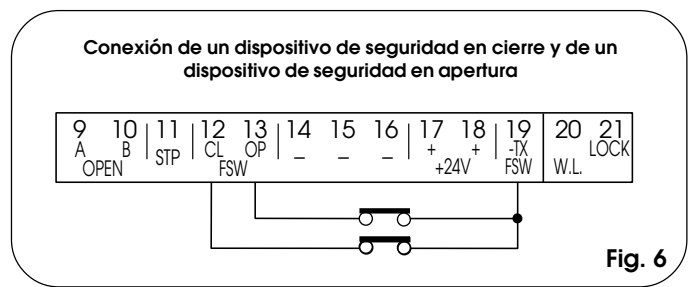 Conexión de un dispositivo de seguridad en cierre y de un
dispositivo de seguridad en apertura
9 10 11 12 13 14 15 16 17 18 19 20 21
A B STP CL OP – – – + + -TX LOCK
OPEN FSW +24V FSW W.L.
Fig. 6